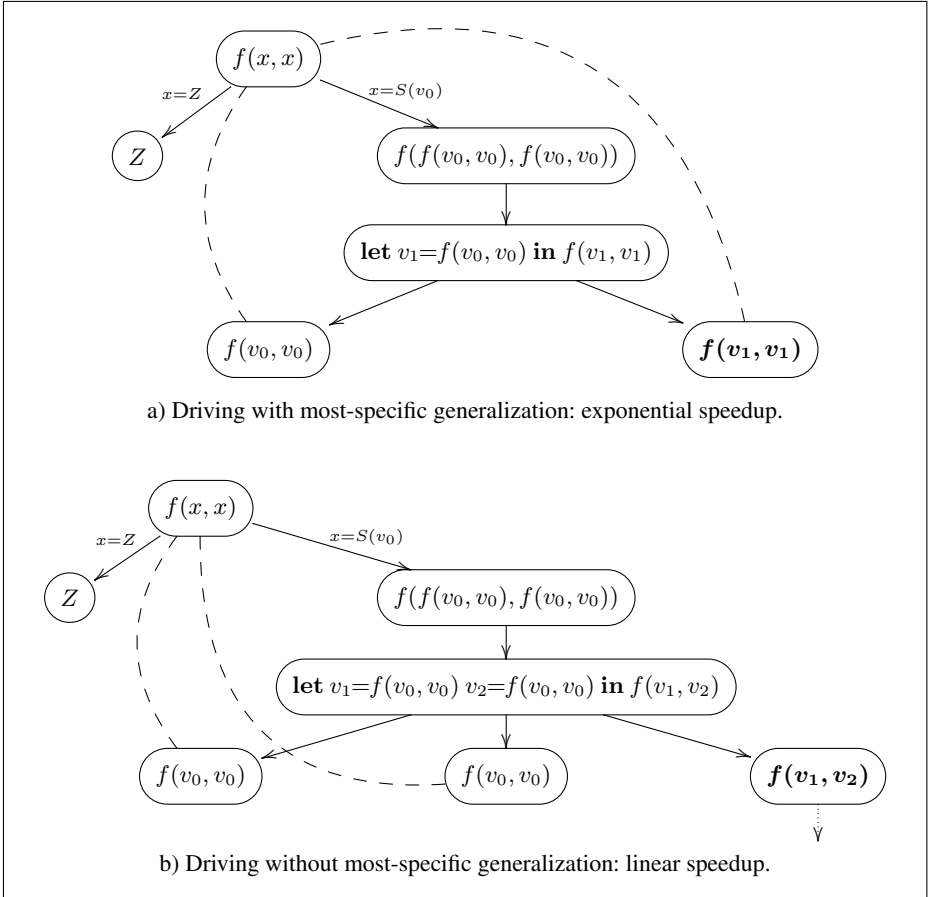 f(x, x)
x=Z
x=S(v₀)
Z
f(f(v₀, v₀), f(v₀, v₀))
let v₁=f(v₀, v₀) in f(v₁, v₁)
f(v₀, v₀)
f(v₁, v₁)
a) Driving with most-specific generalization: exponential speedup.
f(x, x)
x=Z
x=S(v₀)
Z
f(f(v₀, v₀), f(v₀, v₀))
let v₁=f(v₀, v₀) v₂=f(v₀, v₀) in f(v₁, v₂)
f(v₀, v₀)
f(v₀, v₀)
f(v₁, v₂)
b) Driving without most-specific generalization: linear speedup.